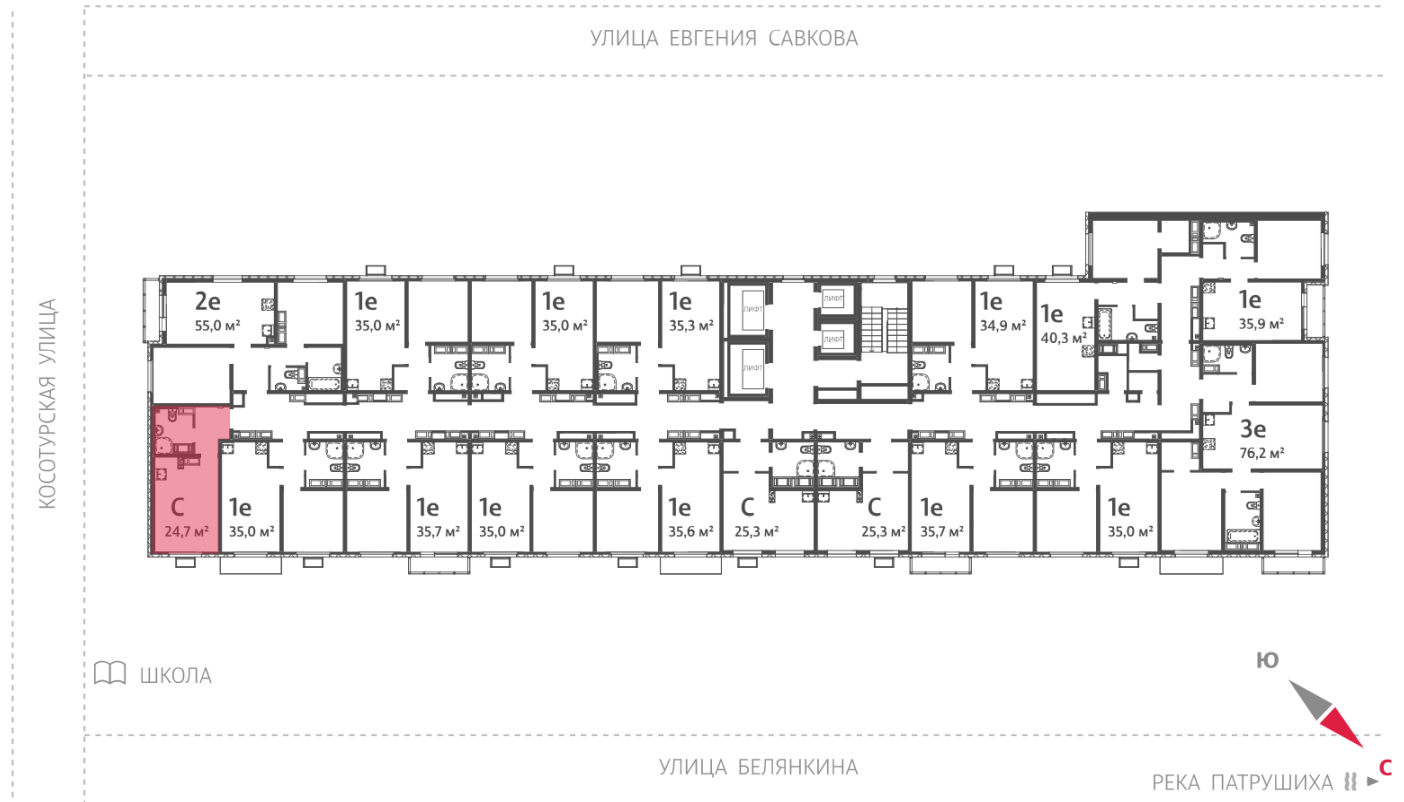 УЛИЦА ЕВГЕНИЯ САВКОВА
КОСОТУРСКАЯ УЛИЦА
2е
55,0 м²
1е
35,0 м²
1е
35,0 м²
1е
35,3 м²
ЛИФТ
ЛИФТ
ЛИФТ
ЛИФТ
1е
34,9 м²
1е
40,3 м²
1е
35,9 м²
3е
76,2 м²
С
24,7 м²
1е
35,0 м²
1е
35,7 м²
1е
35,0 м²
1е
35,6 м²
С
25,3 м²
С
25,3 м²
1е
35,7 м²
1е
35,0 м²
ШКОЛА
Ю
С
УЛИЦА БЕЛЯНКИНА
РЕКА ПАТРУШИХА